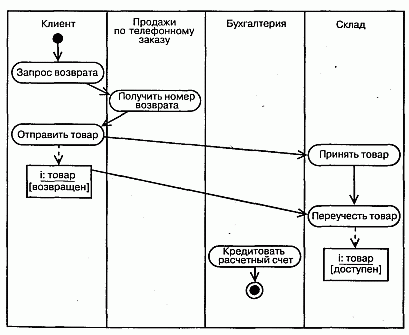 Клиент
Продажи
по телефонному
заказу
Бухгалтерия
Склад
Запрос возврата
Получить номер
возврата
Отправить товар
Принять товар
i: товар
[возвращен]
Переучесть товар
Кредитовать
расчетный счет
i: товар
[доступен]